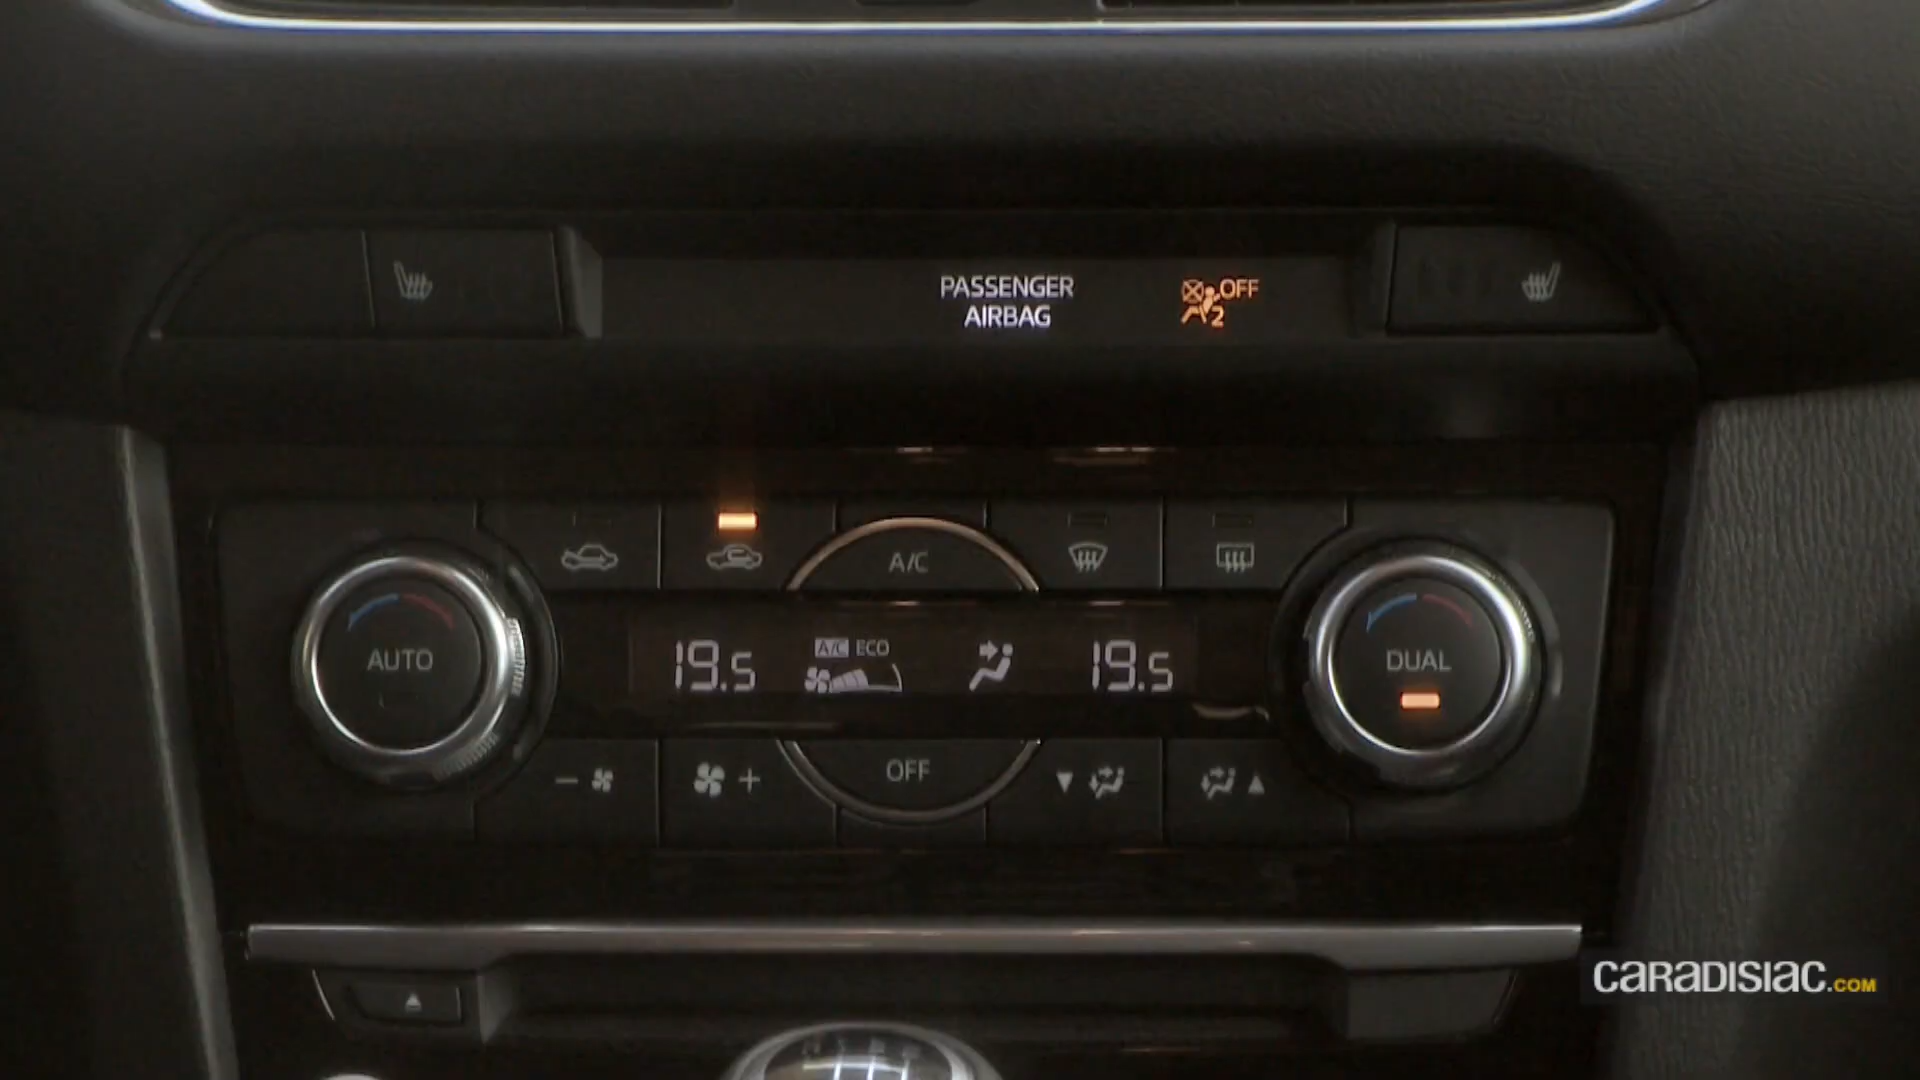 PASSENGER
AIRBAG
OFF
2
A/C
AUTO
19.5
A/C ECO
19.5
DUAL
OFF
CARADISIAC.COM